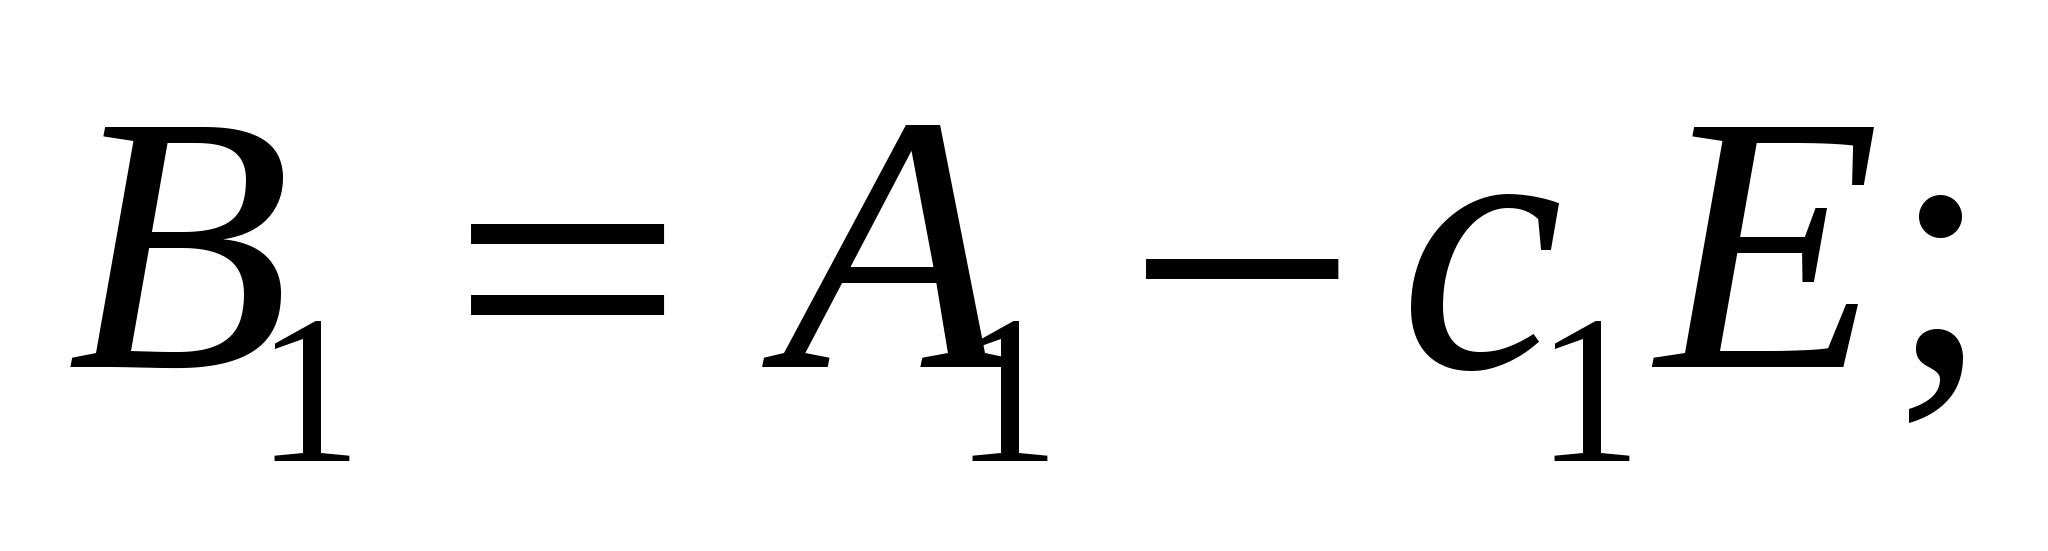 B₁ = A₁ − c₁E;